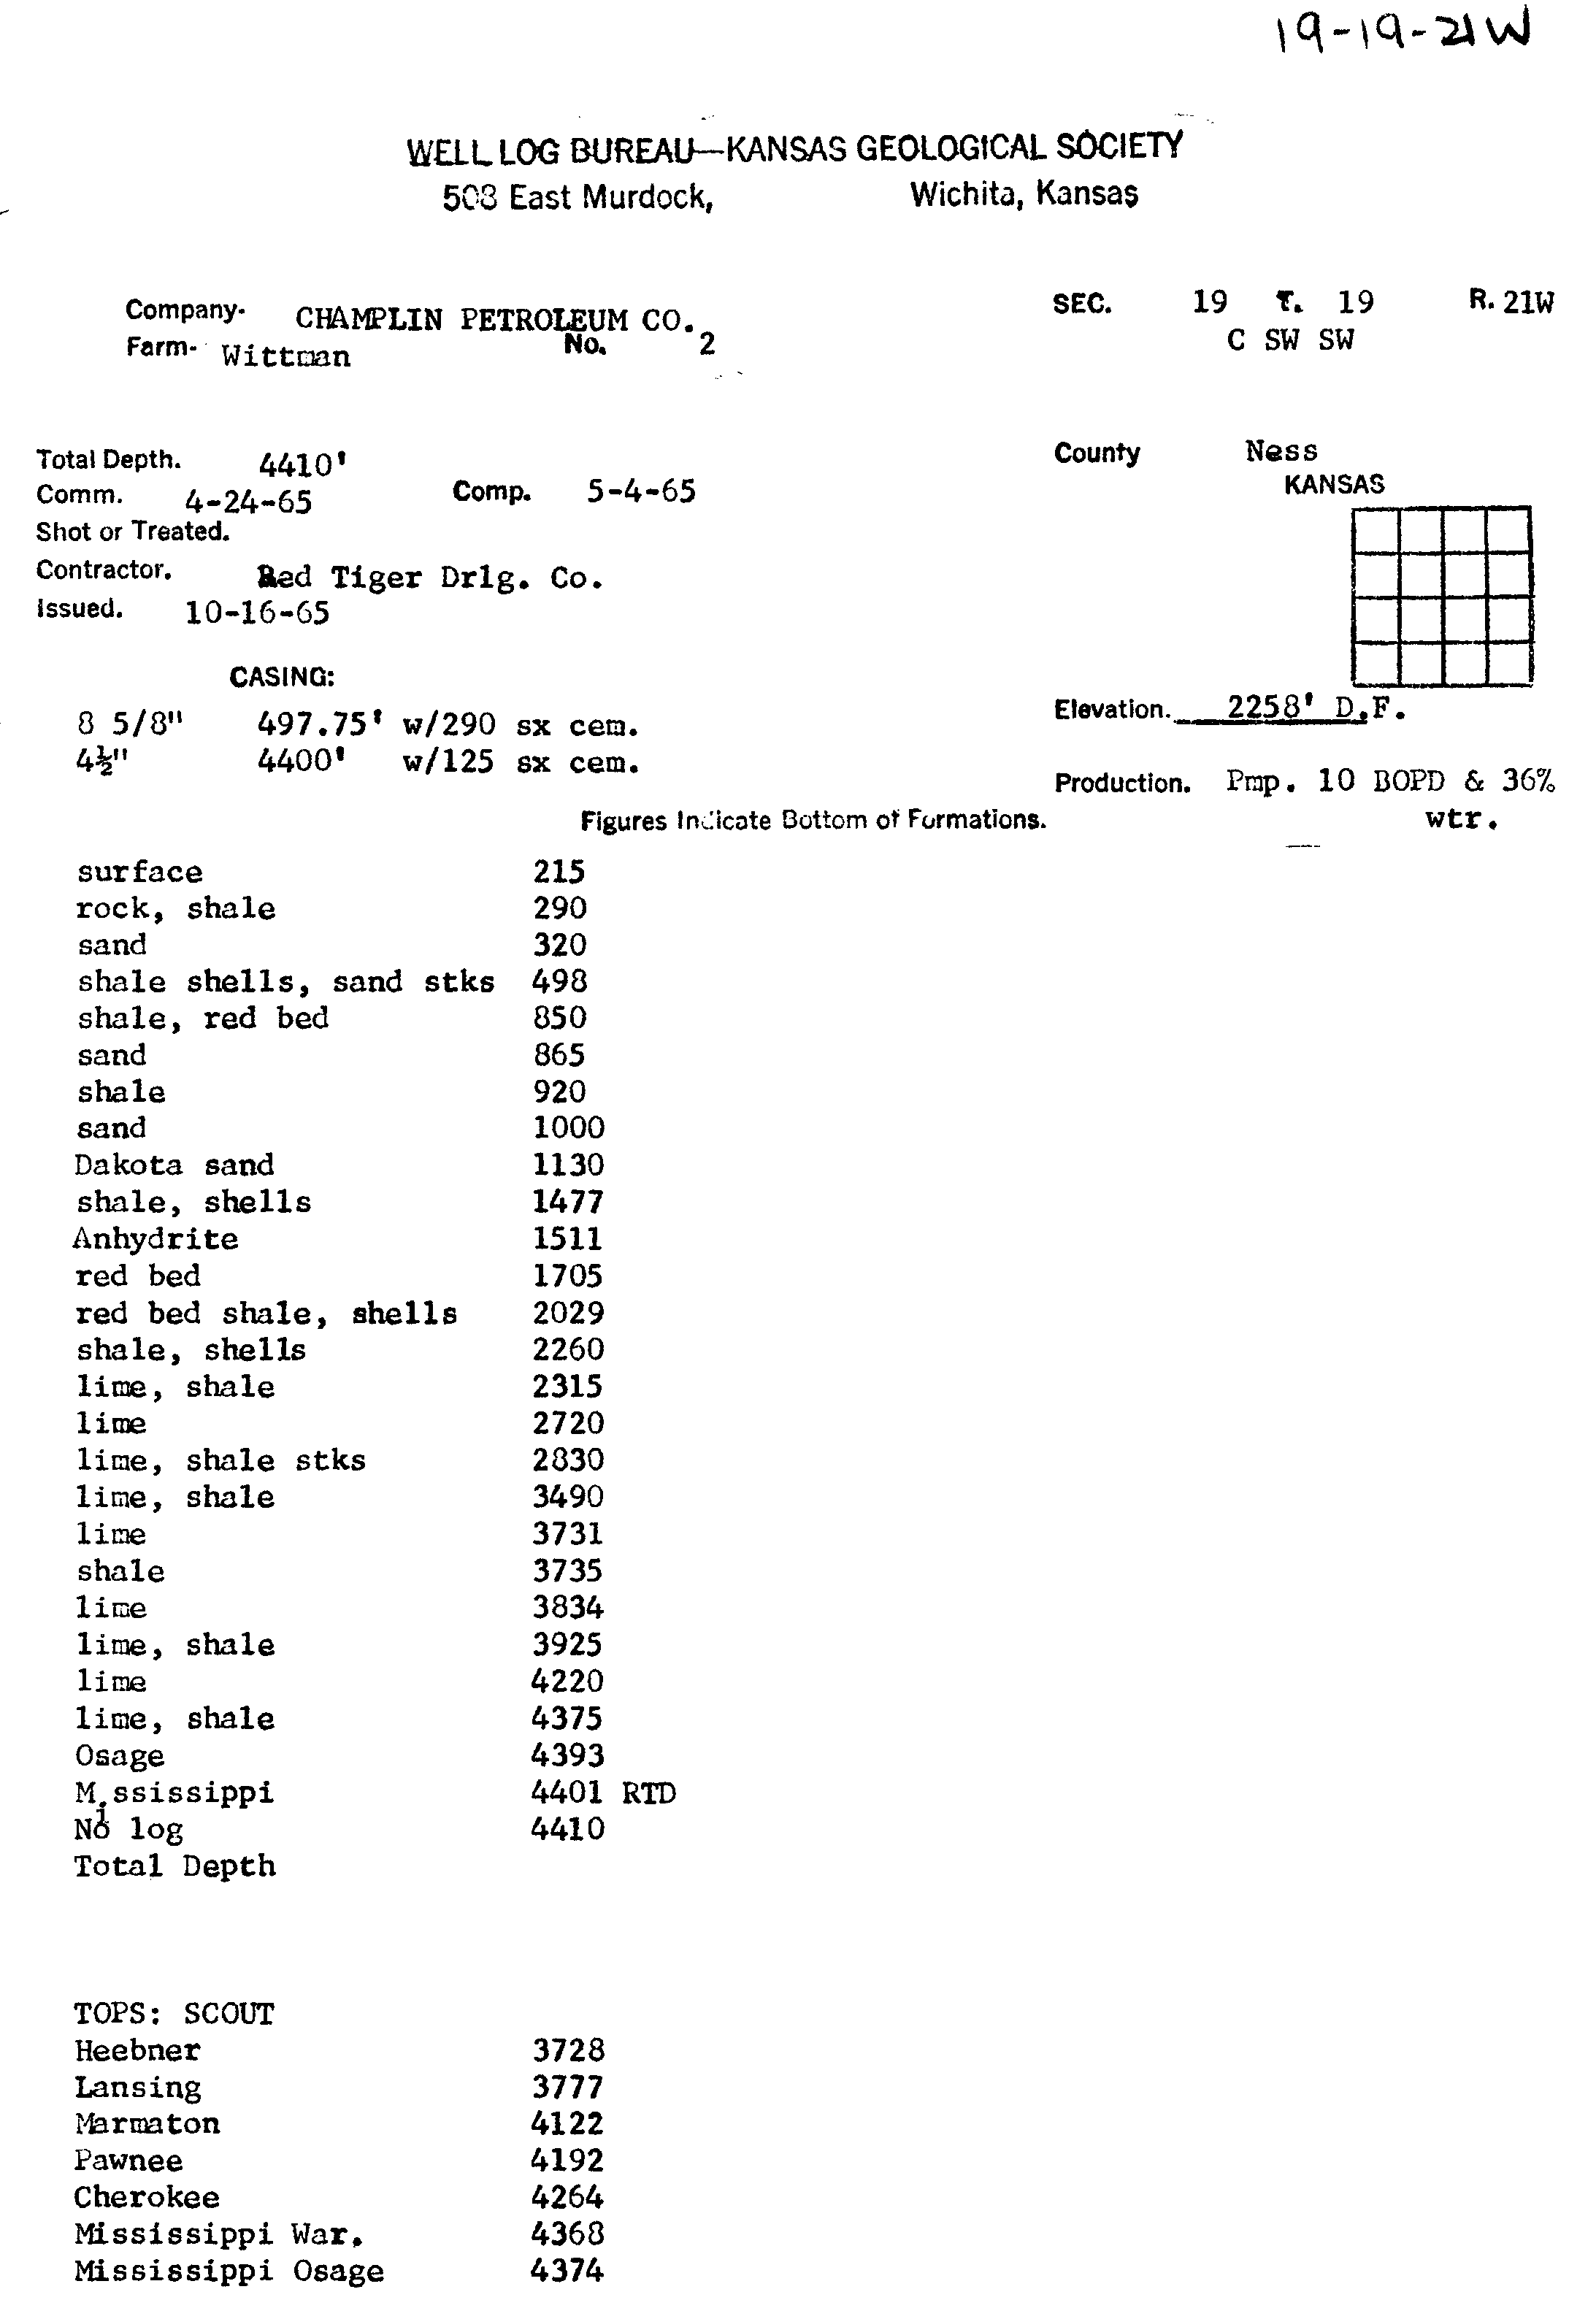 19-19-21W
WELL LOG BUREAU—KANSAS GEOLOGICAL SOCIETY
508 East Murdock, Wichita, Kansas
Company- CHAMPLIN PETROLEUM CO.
SEC. 19 T. 19 R. 21W
Farm- Wittman No. 2
C SW SW
Total Depth. 4410'
County Ness
Comm. 4-24-65 Comp. 5-4-65
KANSAS
Shot or Treated.
Contractor. Red Tiger Drlg. Co.
Issued. 10-16-65
CASING:
Elevation. 2258' D.F.
8 5/8" 497.75' w/290 sx cem.
4½" 4400' w/125 sx cem.
Production. Pmp. 10 BOPD & 36%
wtr.
Figures Indicate Bottom of Formations.
surface 215
rock, shale 290
sand 320
shale shells, sand stks 498
shale, red bed 850
sand 865
shale 920
sand 1000
Dakota sand 1130
shale, shells 1477
Anhydrite 1511
red bed 1705
red bed shale, shells 2029
shale, shells 2260
lime, shale 2315
lime 2720
lime, shale stks 2830
lime, shale 3490
lime 3731
shale 3735
lime 3834
lime, shale 3925
lime 4220
lime, shale 4375
Osage 4393
Mississippi 4401 RTD
No log 4410
Total Depth
TOPS: SCOUT
Heebner 3728
Lansing 3777
Marmaton 4122
Pawnee 4192
Cherokee 4264
Mississippi War. 4368
Mississippi Osage 4374